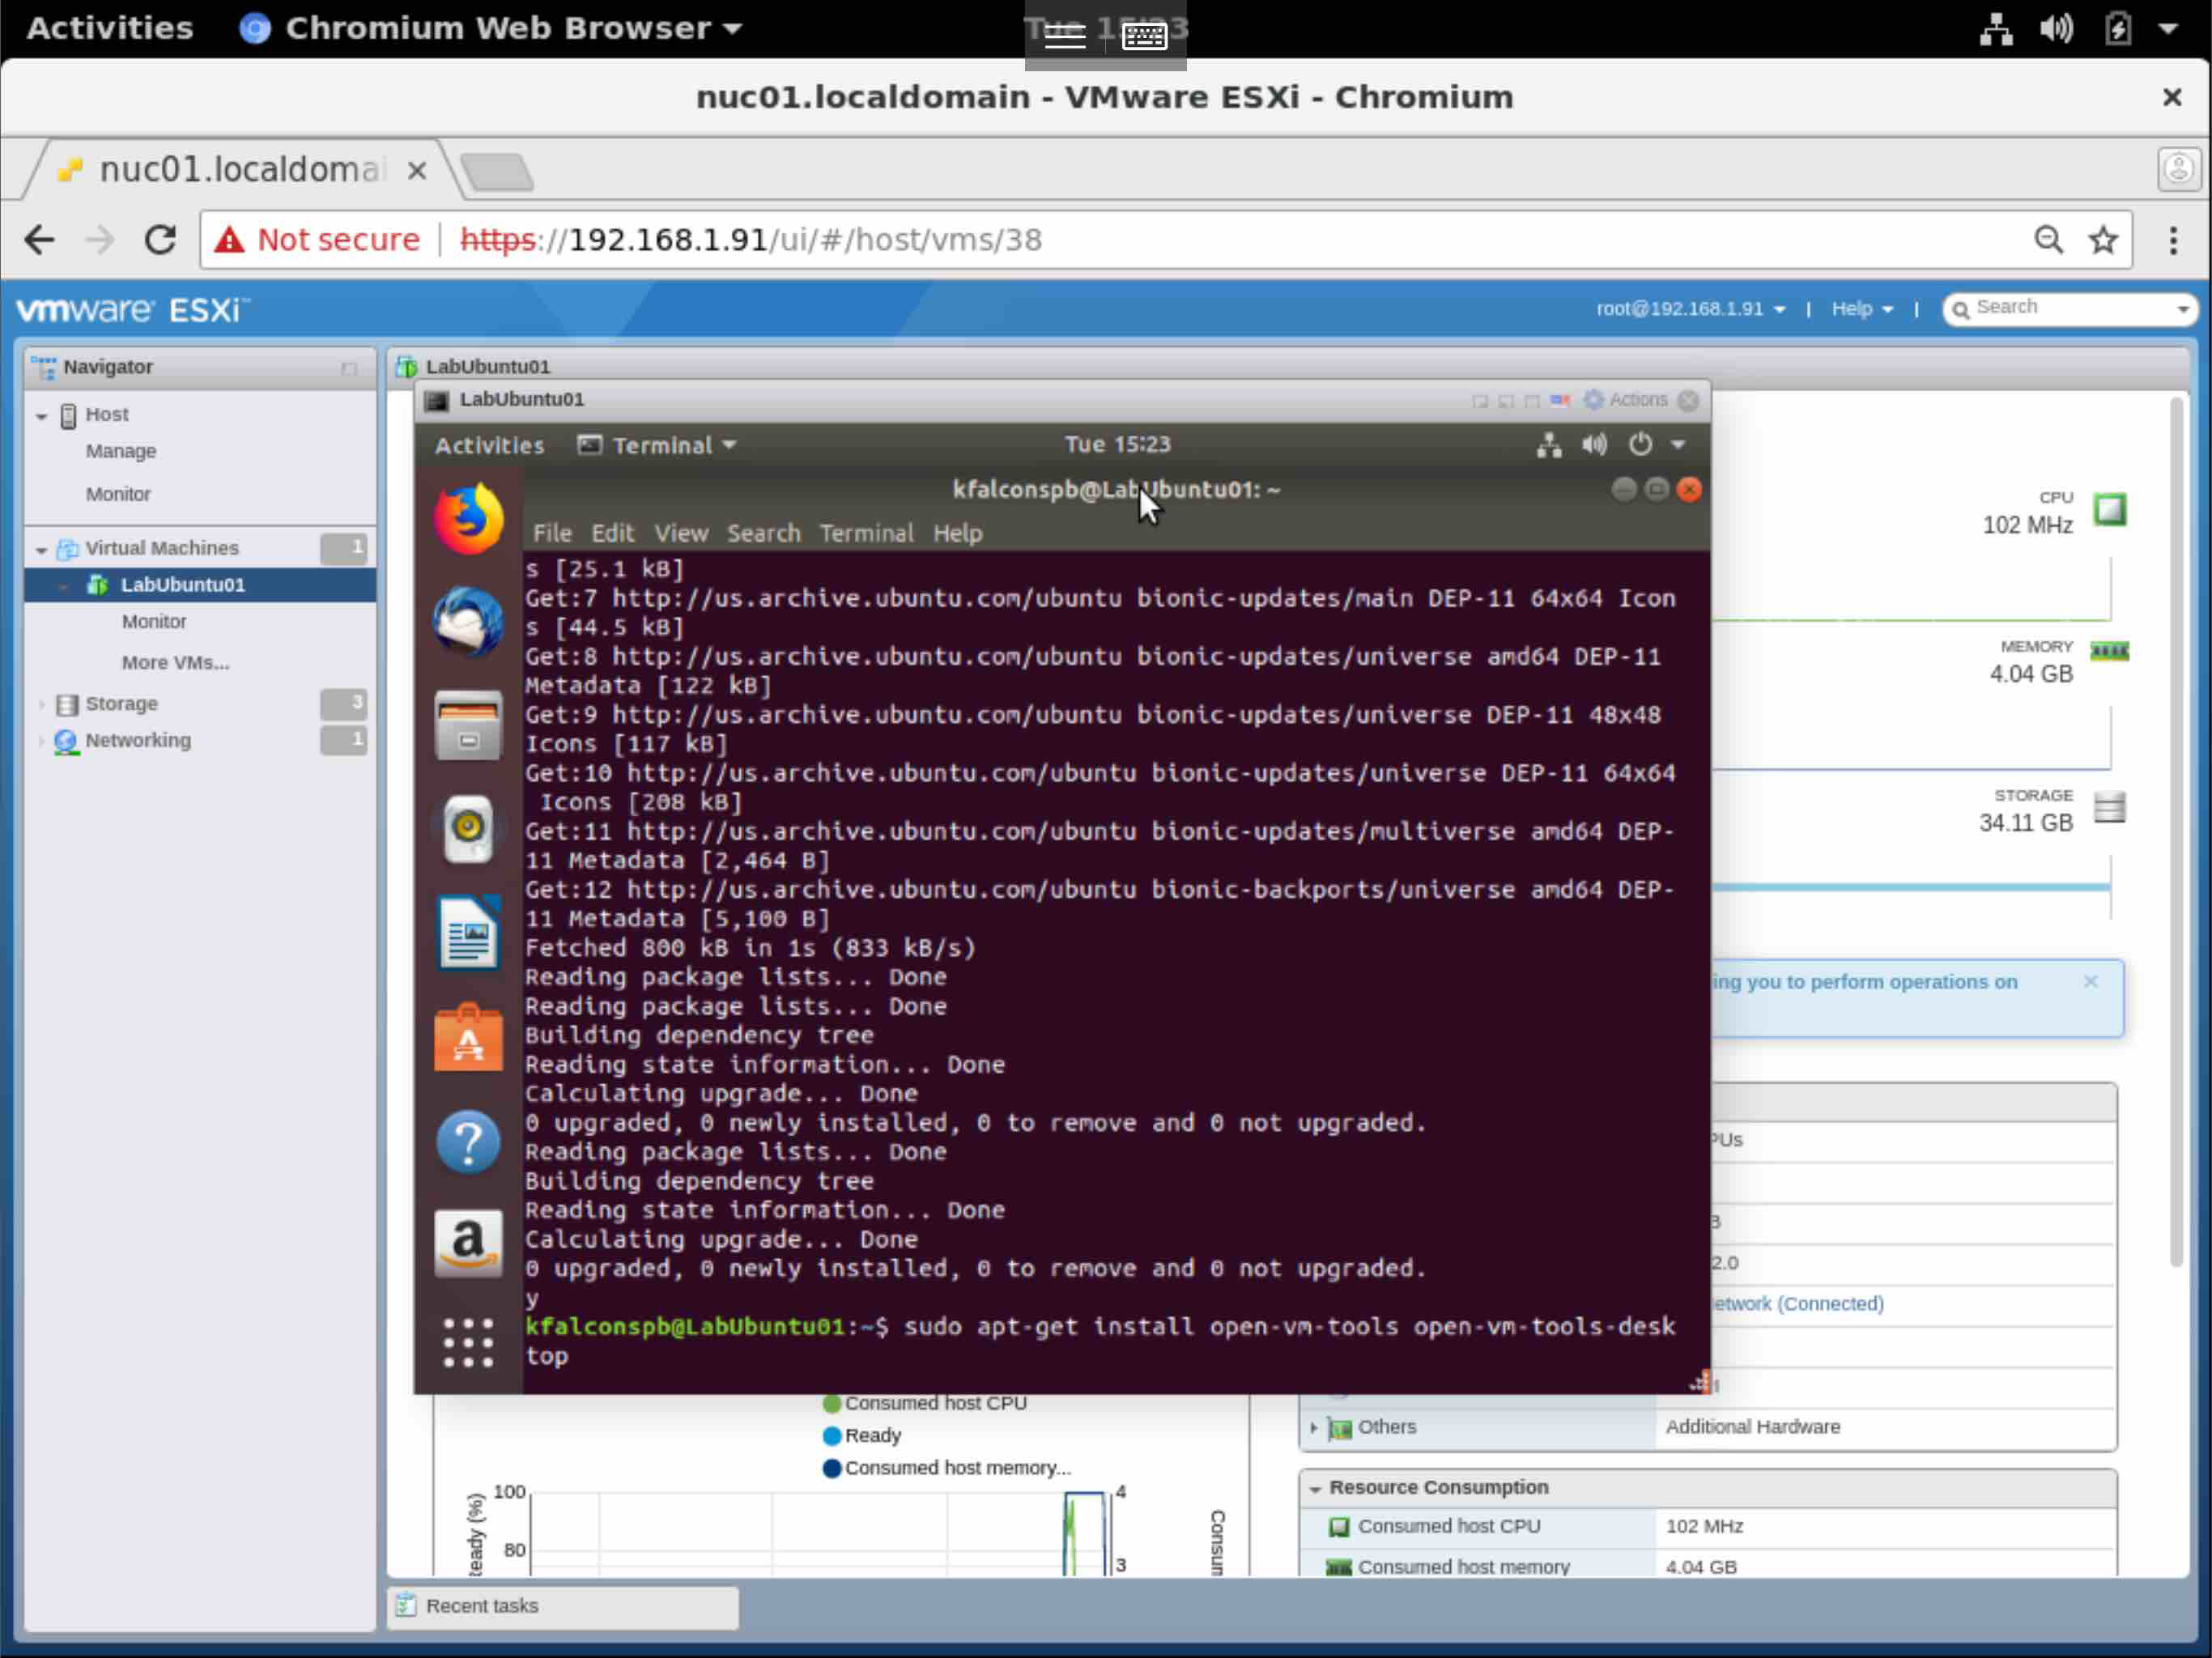 Activities
Chromium Web Browser
Tue 15:23
nuc01.localdomain - VMware ESXi - Chromium
nuc01.localdomai
Not secure
https://192.168.1.91/ui/#/host/vms/38
vmware ESXi
root@192.168.1.91
|
Help
|
Search
Navigator
Host
Manage
Monitor
Virtual Machines
1
LabUbuntu01
Monitor
More VMs...
Storage
3
Networking
1
LabUbuntu01
LabUbuntu01
Actions
Activities
Terminal
Tue 15:23
kfalconspb@LabUbuntu01: ~
File Edit View Search Terminal Help
s [25.1 kB]
Get:7 http://us.archive.ubuntu.com/ubuntu bionic-updates/main DEP-11 64x64 Icon
s [44.5 kB]
Get:8 http://us.archive.ubuntu.com/ubuntu bionic-updates/universe amd64 DEP-11
Metadata [122 kB]
Get:9 http://us.archive.ubuntu.com/ubuntu bionic-updates/universe DEP-11 48x48
Icons [117 kB]
Get:10 http://us.archive.ubuntu.com/ubuntu bionic-updates/universe DEP-11 64x64
Icons [208 kB]
Get:11 http://us.archive.ubuntu.com/ubuntu bionic-updates/multiverse amd64 DEP-
11 Metadata [2,464 B]
Get:12 http://us.archive.ubuntu.com/ubuntu bionic-backports/universe amd64 DEP-
11 Metadata [5,100 B]
Fetched 800 kB in 1s (833 kB/s)
Reading package lists... Done
Reading package lists... Done
Building dependency tree
Reading state information... Done
Calculating upgrade... Done
0 upgraded, 0 newly installed, 0 to remove and 0 not upgraded.
Reading package lists... Done
Building dependency tree
Reading state information... Done
Calculating upgrade... Done
0 upgraded, 0 newly installed, 0 to remove and 0 not upgraded.
y
kfalconspb@LabUbuntu01:~$ sudo apt-get install open-vm-tools open-vm-tools-desk
top
CPU
102 MHz
MEMORY
4.04 GB
STORAGE
34.11 GB
ing you to perform operations on
PUs
B
2.0
etwork (Connected)
Others
Additional Hardware
Consumed host CPU
Ready
Consumed host memory...
100
80
4
3
Ready (%)
Consum
Resource Consumption
Consumed host CPU
102 MHz
Consumed host memory
4.04 GB
Recent tasks